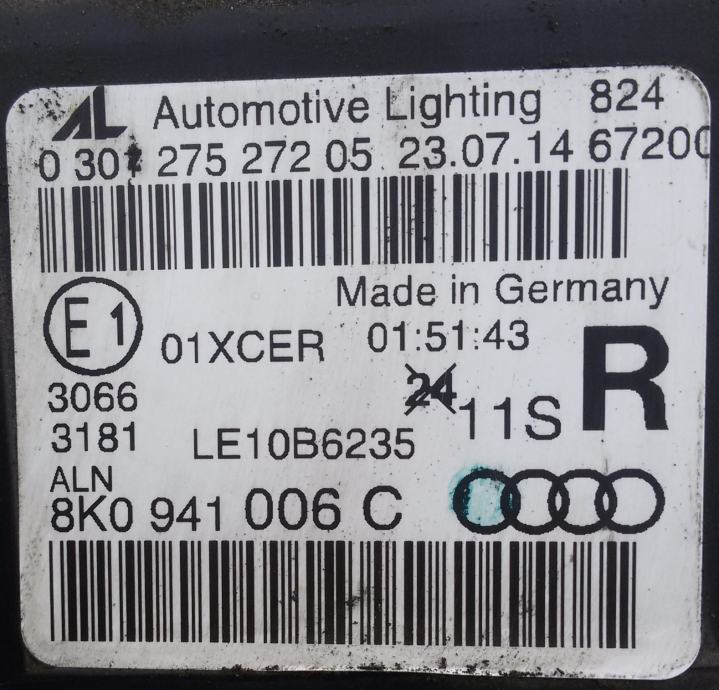 AL Automotive Lighting 824
0 301 275 272 05 23.07.14 67200
Made in Germany
E1 01XCER 01:51:43 R
3066 24 11S
3181 LE10B6235
ALN
8K0 941 006 C